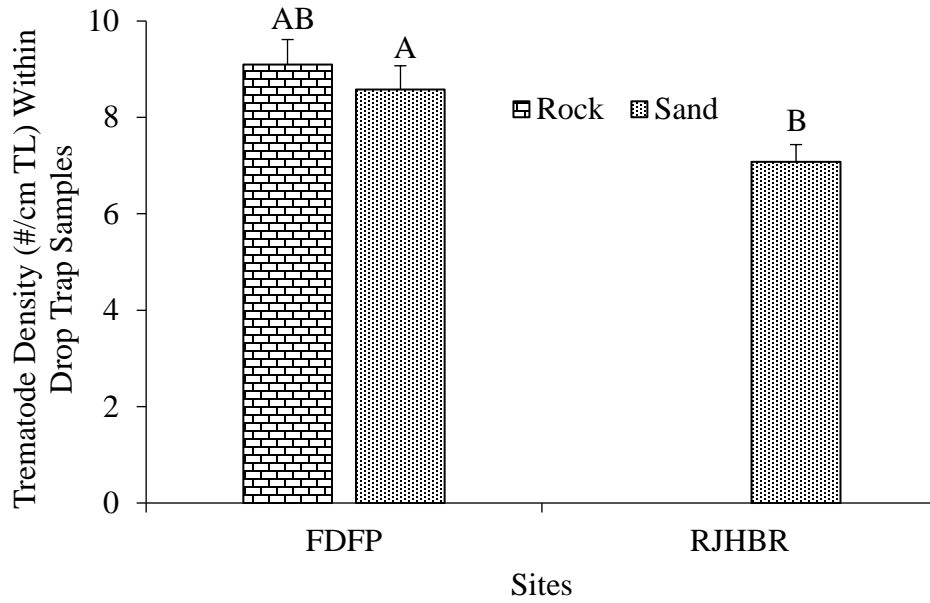 Trematode Density (#/cm TL) Within
Drop Trap Samples
10
8
6
4
2
0
AB
A
B
Rock
Sand
FDFP
RJHBR
Sites